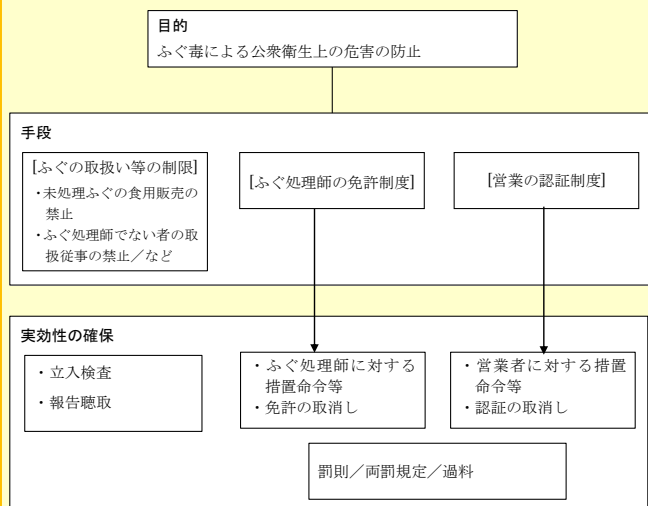 目的
ふぐ毒による公衆衛生上の危害の防止
手段
[ふぐの取扱い等の制限]
・未処理ふぐの食用販売の
禁止
・ふぐ処理師でない者の取
扱従事の禁止／など
[ふぐ処理師の免許制度]
[営業の認証制度]
実効性の確保
・立入検査
・報告聴取
・ふぐ処理師に対する
措置命令等
・免許の取消し
・営業者に対する措置
命令等
・認証の取消し
罰則／両罰規定／過料